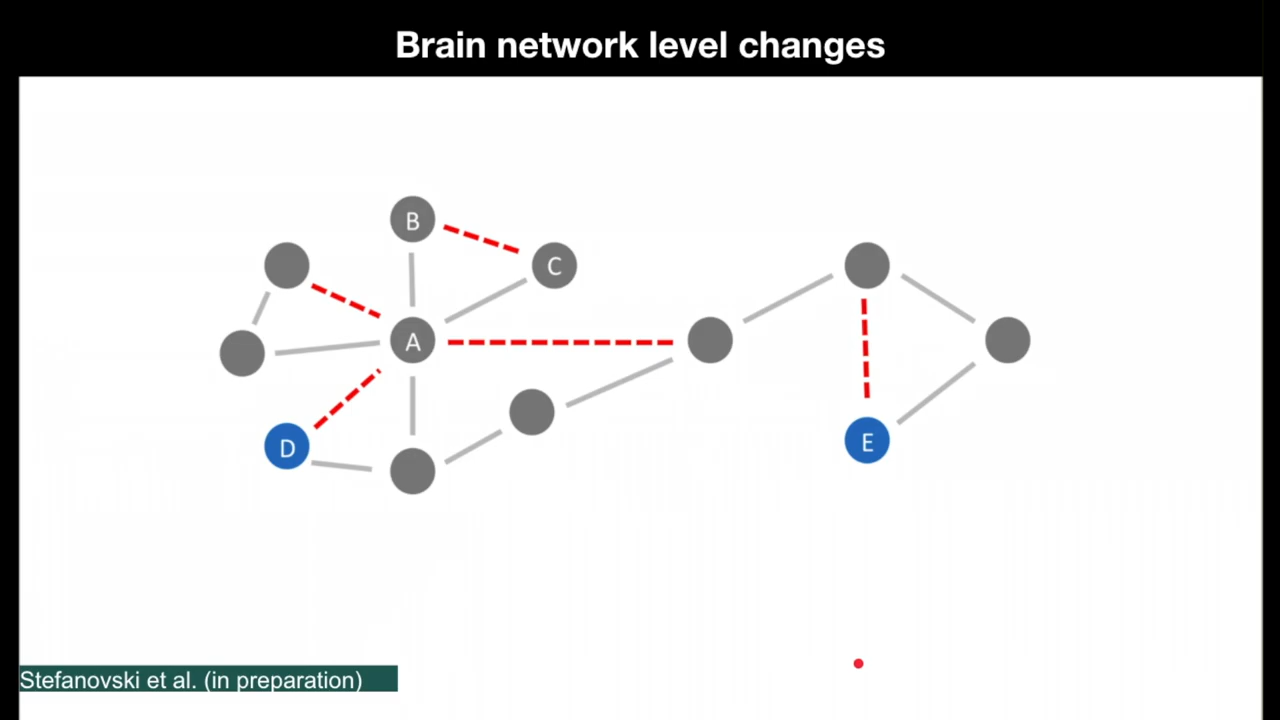 Brain network level changes
B
C
A
D
E
Stefanovski et al. (in preparation)